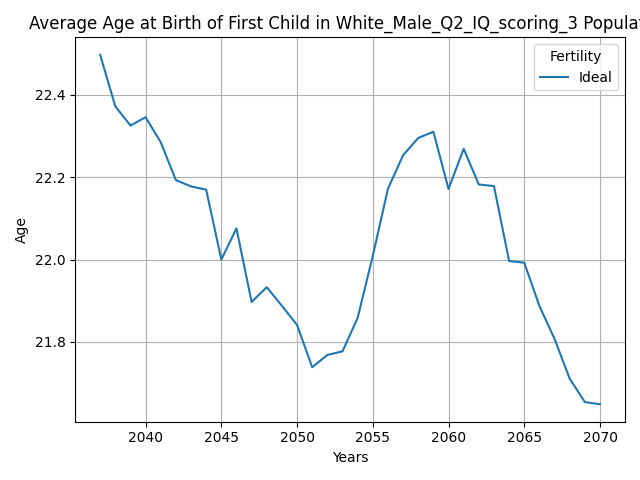 Average Age at Birth of First Child in White_Male_Q2_IQ_scoring_3 Populat
Fertility
Ideal
Age
22.4
22.2
22.0
21.8
2040 2045 2050 2055 2060 2065 2070
Years